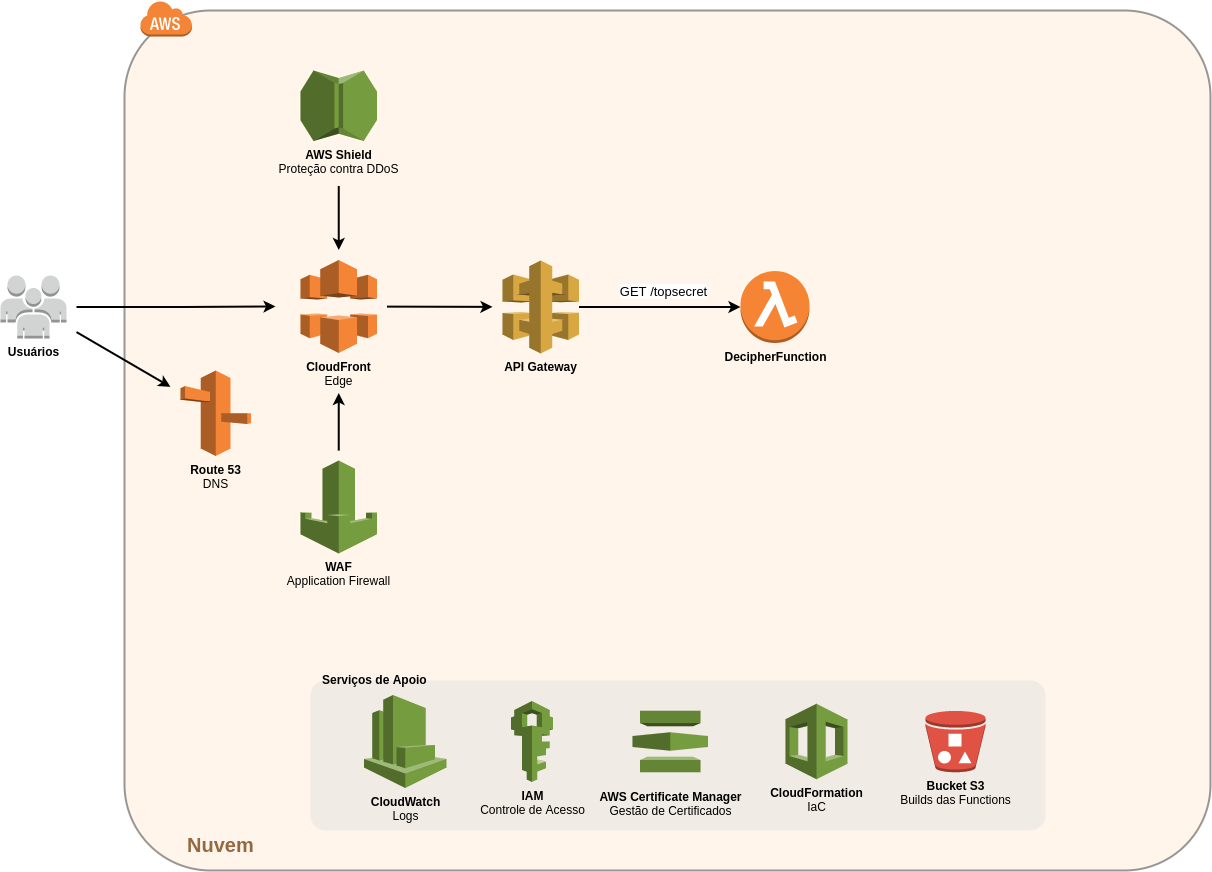 AWS
AWS Shield
Proteção contra DDoS
Usuários
CloudFront
Edge
API Gateway
GET /topsecret
DecipherFunction
Route 53
DNS
WAF
Application Firewall
Serviços de Apoio
CloudWatch
Logs
IAM
Controle de Acesso
AWS Certificate Manager
Gestão de Certificados
CloudFormation
IaC
Bucket S3
Builds das Functions
Nuvem